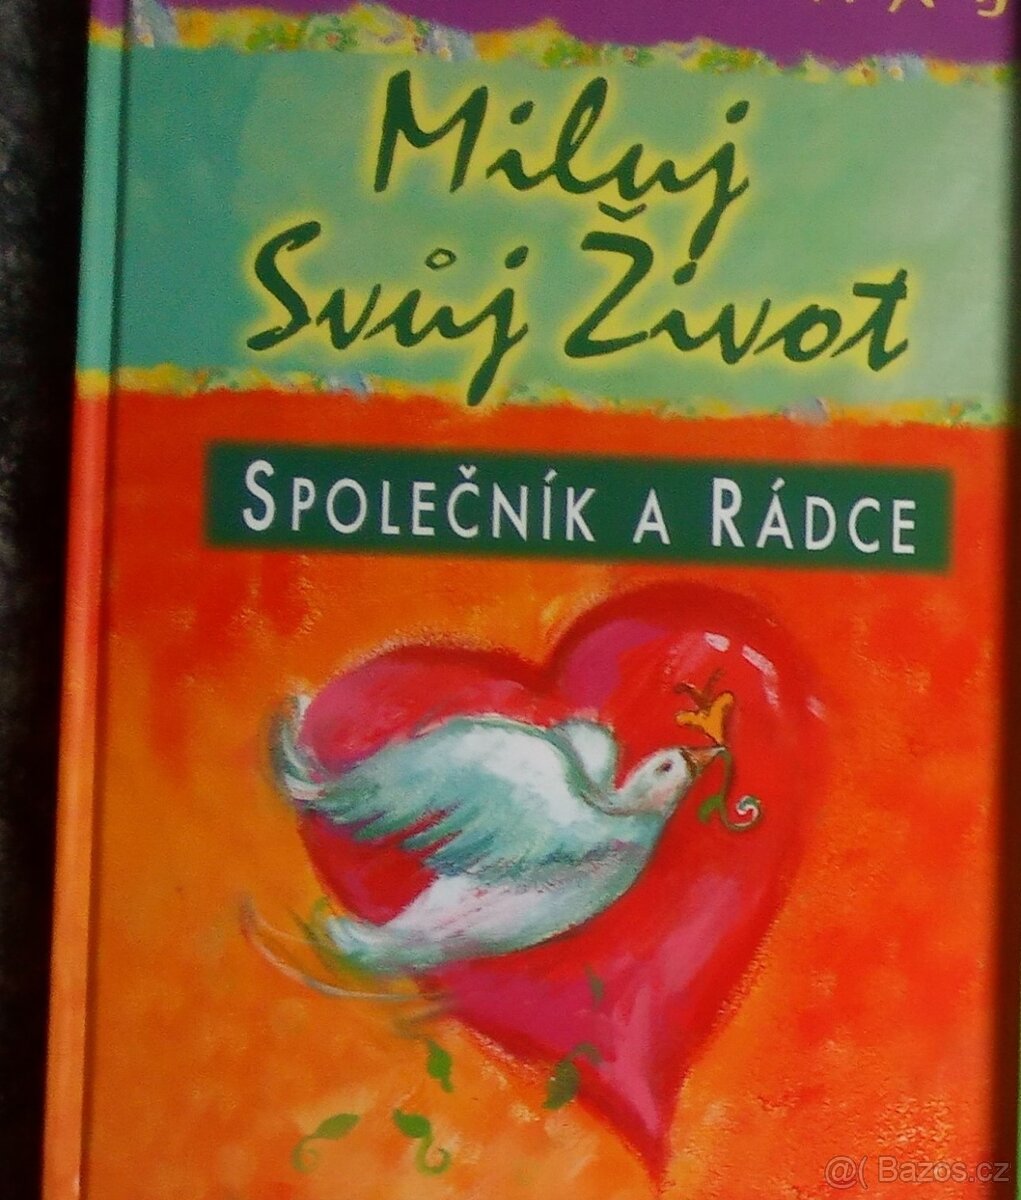 Miluj
Svůj Život
SPOLEČNÍK A RÁDCE
@( Bazos.cz